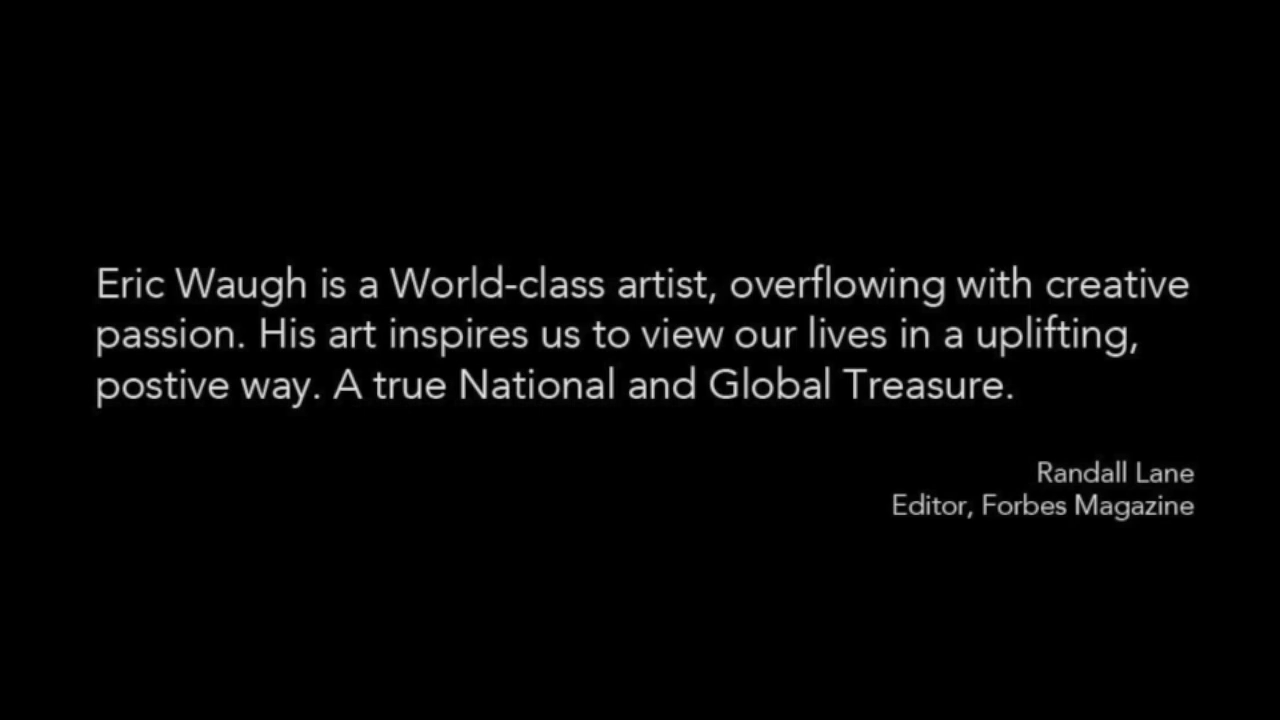 Eric Waugh is a World-class artist, overflowing with creative
passion. His art inspires us to view our lives in a uplifting,
postive way. A true National and Global Treasure.
Randall Lane
Editor, Forbes Magazine